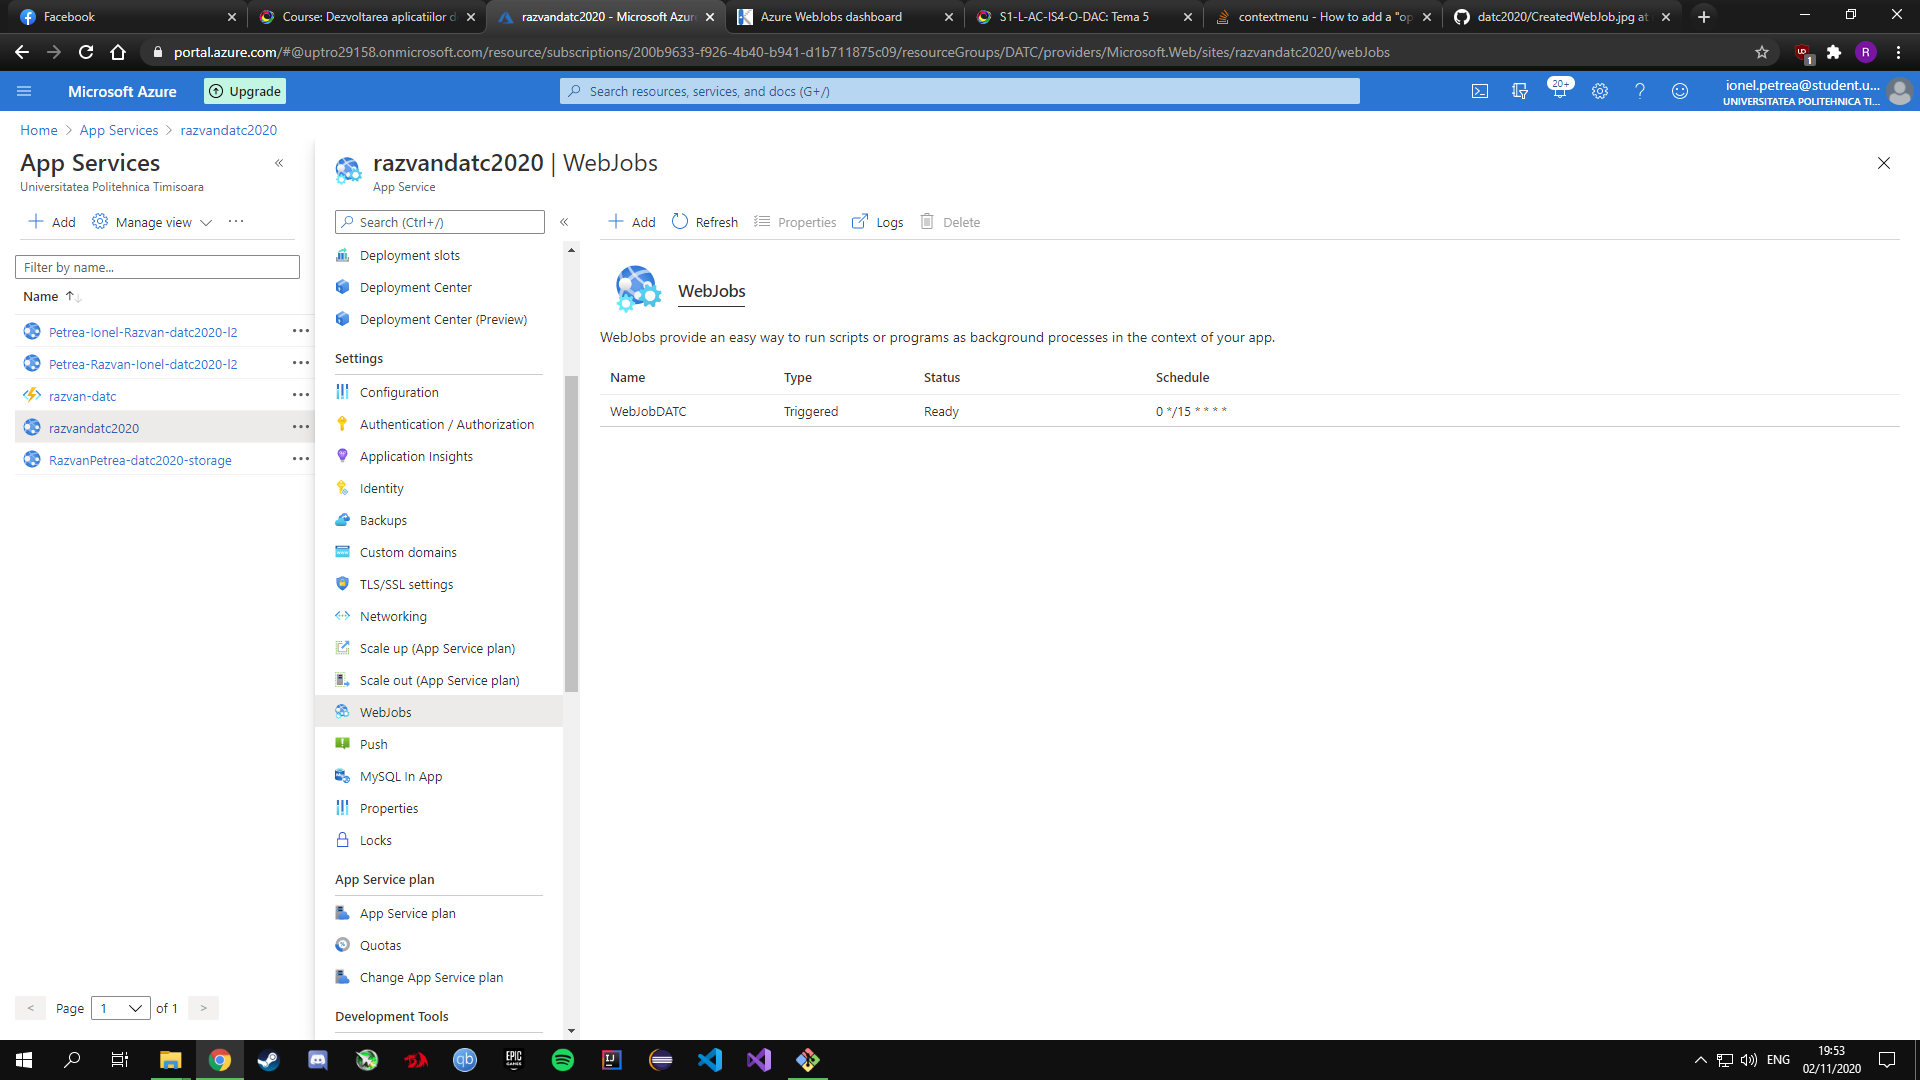 Facebook
Course: Dezvoltarea aplicatiilor d
razvandatc2020 - Microsoft Azure
Azure WebJobs dashboard
S1-L-AC-IS4-O-DAC: Tema 5
contextmenu - How to add a "op
datc2020/CreatedWebJob.jpg at
portal.azure.com/#@uptro29158.onmicrosoft.com/resource/subscriptions/200b9633-f926-4b40-b941-d1b711875c09/resourceGroups/DATC/providers/Microsoft.Web/sites/razvandatc2020/webJobs
1
R
Microsoft Azure
Upgrade
Search resources, services, and docs (G+/)
20+
ionel.petrea@student.u...
UNIVERSITATEA POLITEHNICA TI...
Home > App Services > razvandatc2020
App Services
Universitatea Politehnica Timisoara
Add
Manage view
Filter by name...
Name
Petrea-Ionel-Razvan-datc2020-l2
Petrea-Razvan-Ionel-datc2020-l2
razvan-datc
razvandatc2020
RazvanPetrea-datc2020-storage
< Page 1 of 1 >
razvandatc2020 | WebJobs
App Service
Search (Ctrl+/)
Deployment slots
Deployment Center
Deployment Center (Preview)
Settings
Configuration
Authentication / Authorization
Application Insights
Identity
Backups
Custom domains
TLS/SSL settings
Networking
Scale up (App Service plan)
Scale out (App Service plan)
WebJobs
Push
MySQL In App
Properties
Locks
App Service plan
App Service plan
Quotas
Change App Service plan
Development Tools
Add
Refresh
Properties
Logs
Delete
WebJobs
WebJobs provide an easy way to run scripts or programs as background processes in the context of your app.
Name Type Status Schedule
WebJobDATC Triggered Ready 0 */15 * * * *
qb
EPIC GAMES
IJ
ENG
19:53
02/11/2020